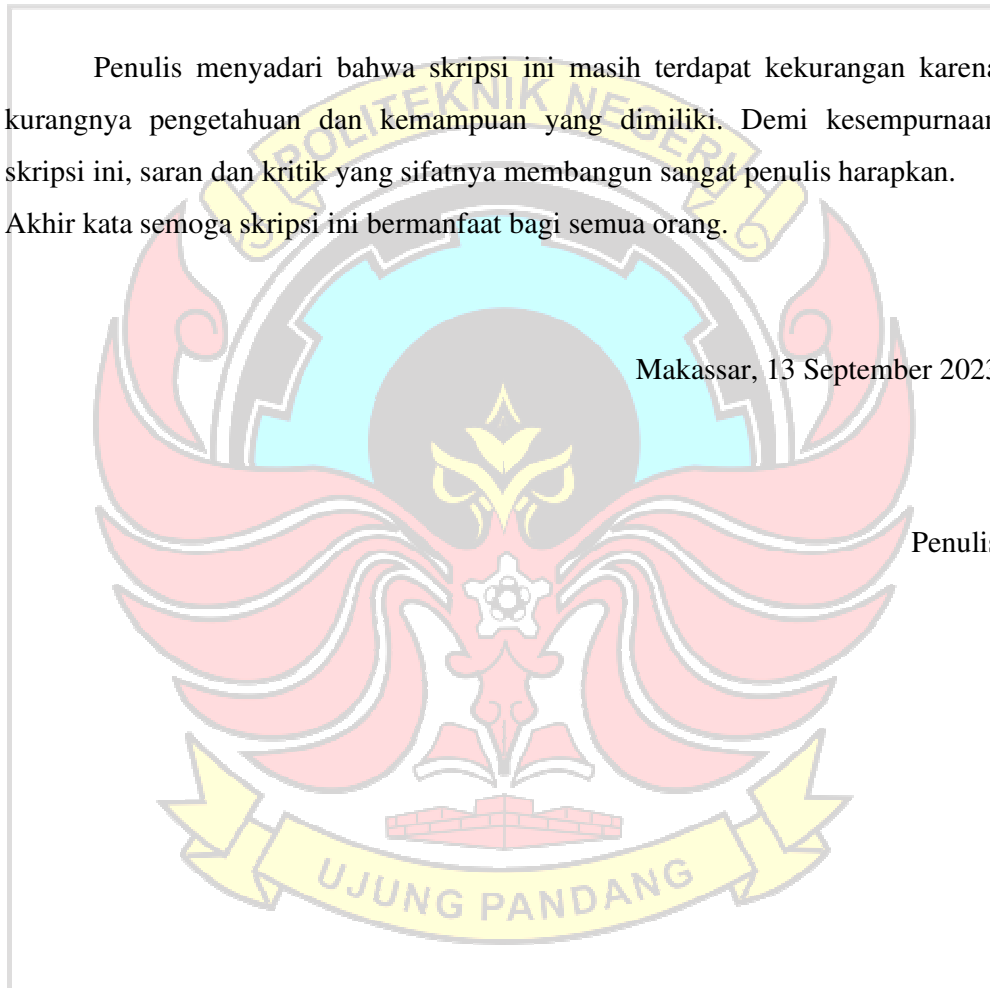 Penulis menyadari bahwa skripsi ini masih terdapat kekurangan karena
kurangnya pengetahuan dan kemampuan yang dimiliki. Demi kesempurnaan
skripsi ini, saran dan kritik yang sifatnya membangun sangat penulis harapkan.
Akhir kata semoga skripsi ini bermanfaat bagi semua orang.
Makassar, 13 September 2023
Penulis
POLITEKNIK NEGERI
UJUNG PANDANG